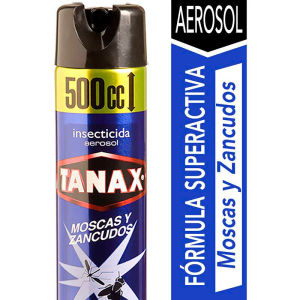 500cc
insecticida
aerosol
TANAX
MOSCAS Y
ZANCUDOS
AEROSOL
FÓRMULA SUPERACTIVA
Moscas y Zancudos